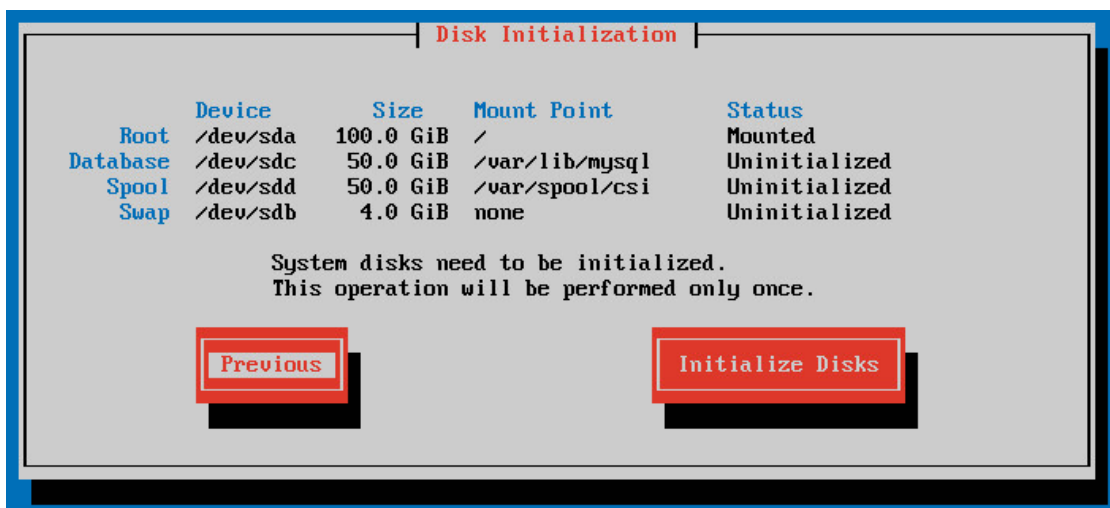 Disk Initialization
Device Size Mount Point Status
Root /dev/sda 100.0 GiB / Mounted
Database /dev/sdc 50.0 GiB /var/lib/mysql Uninitialized
Spool /dev/sdd 50.0 GiB /var/spool/csi Uninitialized
Swap /dev/sdb 4.0 GiB none Uninitialized
System disks need to be initialized.
This operation will be performed only once.
Previous Initialize Disks